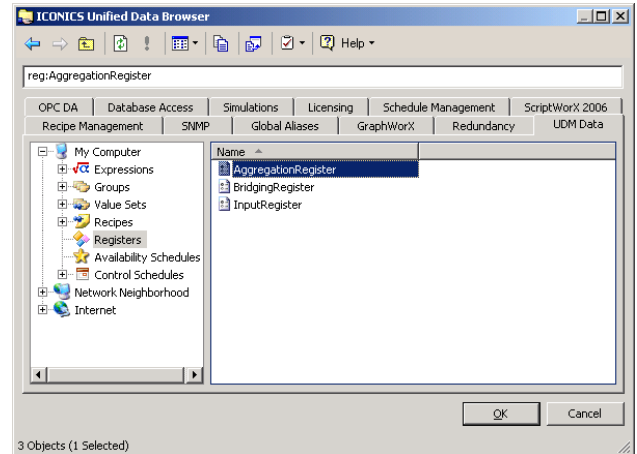 ICONICS Unified Data Browser
Help
reg:AggregationRegister
OPC DA Database Access Simulations Licensing Schedule Management ScriptWorX 2006
Recipe Management SNMP Global Aliases GraphWorX Redundancy UDM Data
My Computer
Expressions
Groups
Value Sets
Recipes
Registers
Availability Schedules
Control Schedules
Network Neighborhood
Internet
Name
AggregationRegister
BridgingRegister
InputRegister
OK Cancel
3 Objects (1 Selected)